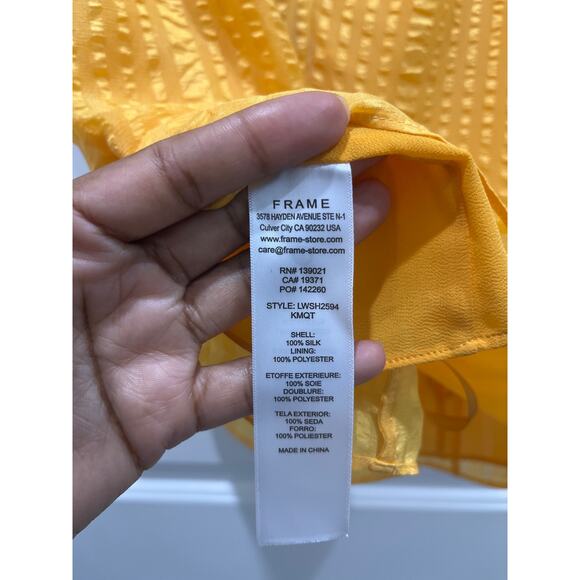 FRAME
3578 HAYDEN AVENUE STE N-1
Culver City CA 90232 USA
www.frame-store.com
care@frame-store.com
RN# 139021
CA# 19371
PO# 142260
STYLE: LWSH2594
KMQT
SHELL:
100% SILK
LINING:
100% POLYESTER
ETOFFE EXTERIEURE:
100% SOIE
DOUBLURE:
100% POLYESTER
TELA EXTERIOR:
100% SEDA
FORRO:
100% POLIESTER
MADE IN CHINA